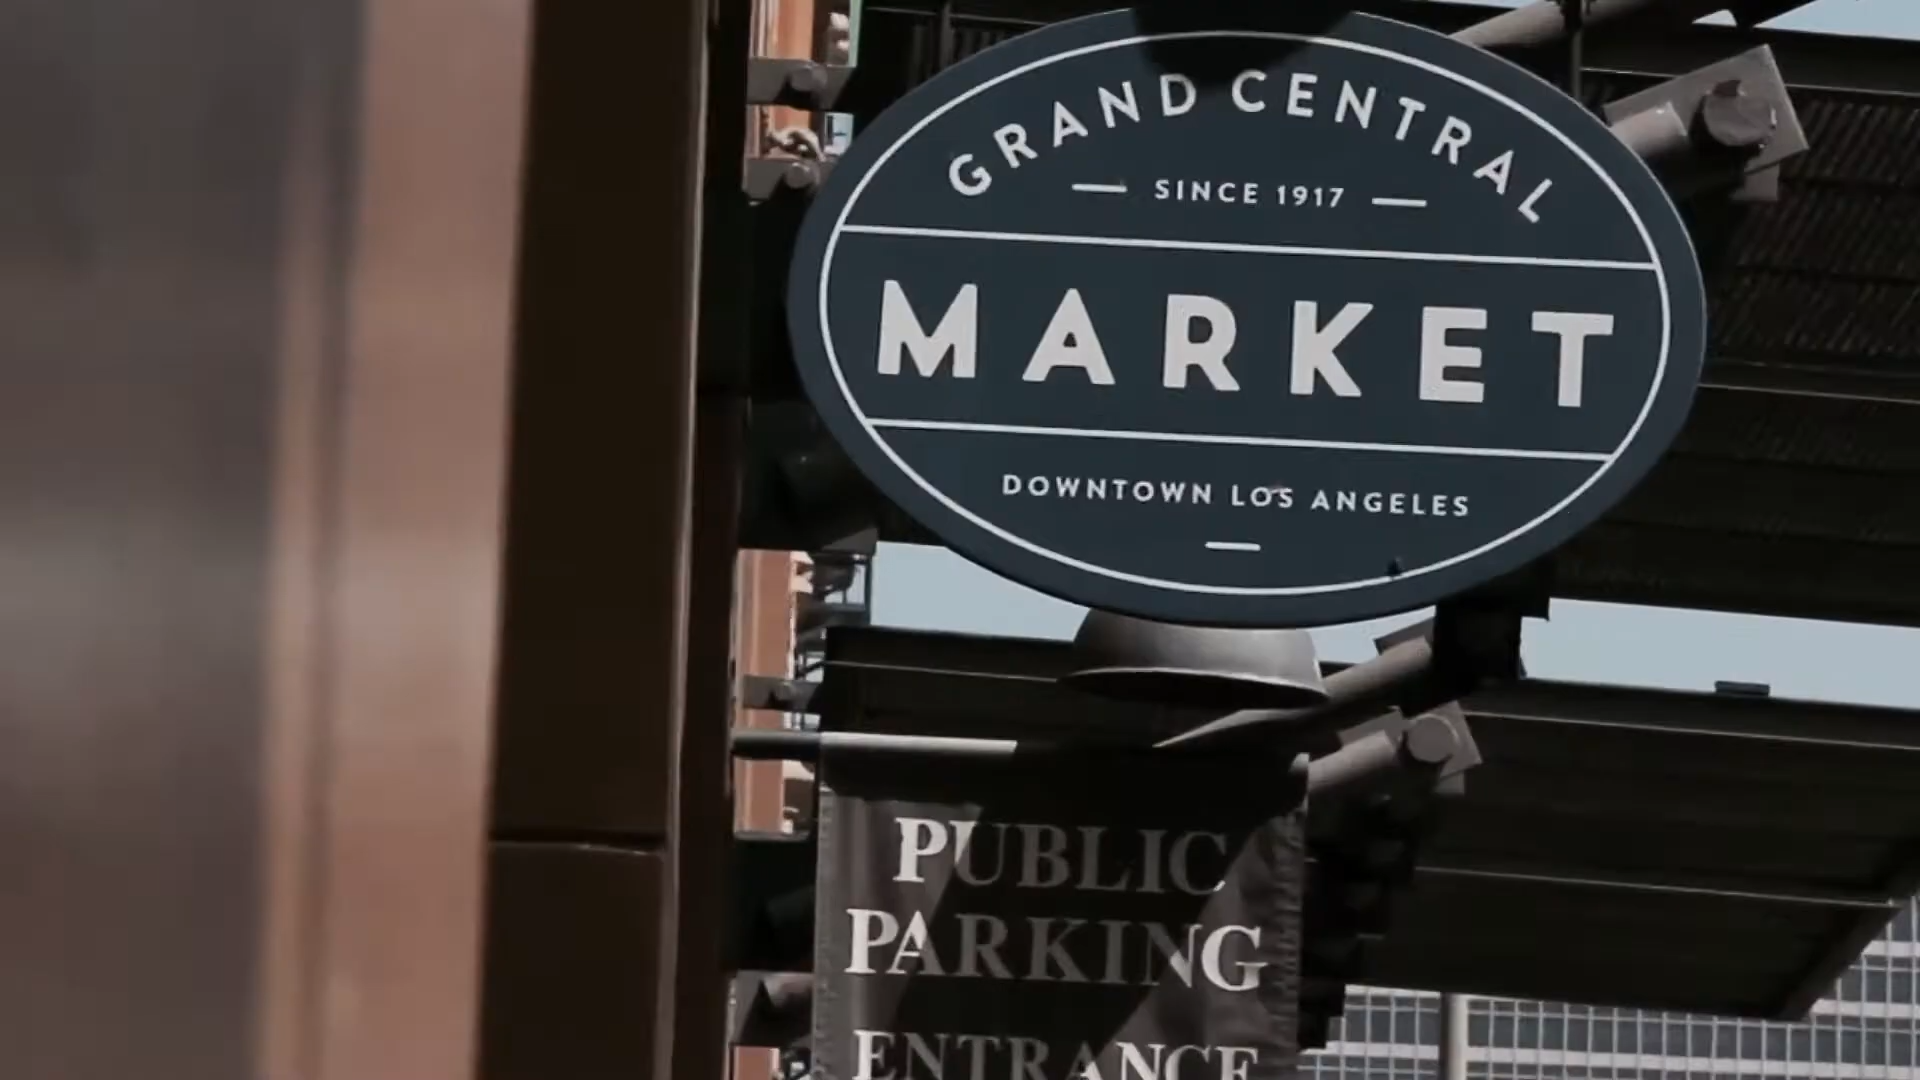 GRAND CENTRAL
SINCE 1917
MARKET
DOWNTOWN LOS ANGELES
PUBLIC
PARKING
ENTRANCE